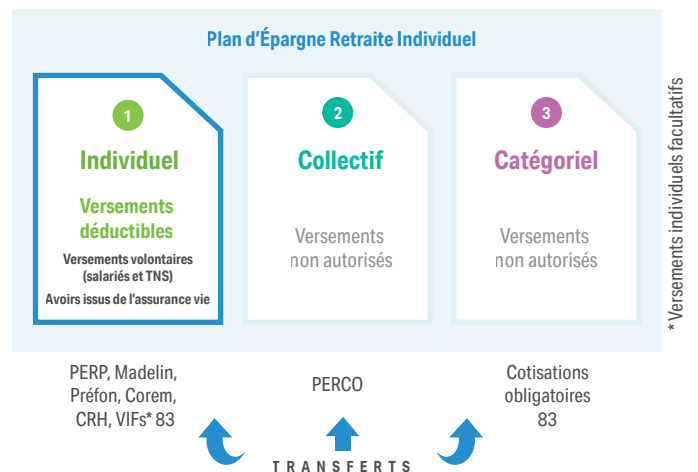 Plan d’Épargne Retraite Individuel
1
Individuel
Versements
déductibles
Versements volontaires
(salariés et TNS)
Avoirs issus de l’assurance vie
2
Collectif
Versements
non autorisés
3
Catégoriel
Versements
non autorisés
* Versements individuels facultatifs
PERP, Madelin,
Préfon, Corem,
CRH, VIFs* 83
PERCO
Cotisations
obligatoires
83
TRANSFERTS